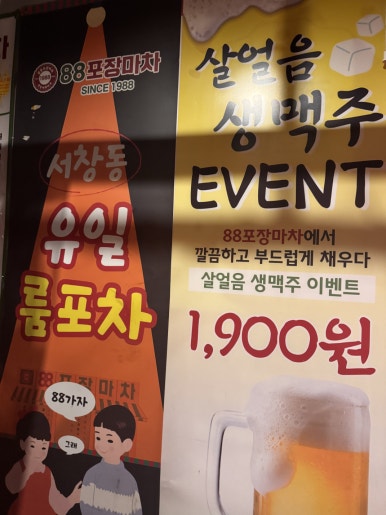 88포장마차
SINCE 1988
서창동
유일
룸포차
88포장마차
88가자
그래
살얼음
생맥주
EVENT
88포장마차에서
깔끔하고 부드럽게 채우다
살얼음 생맥주 이벤트
1,900원